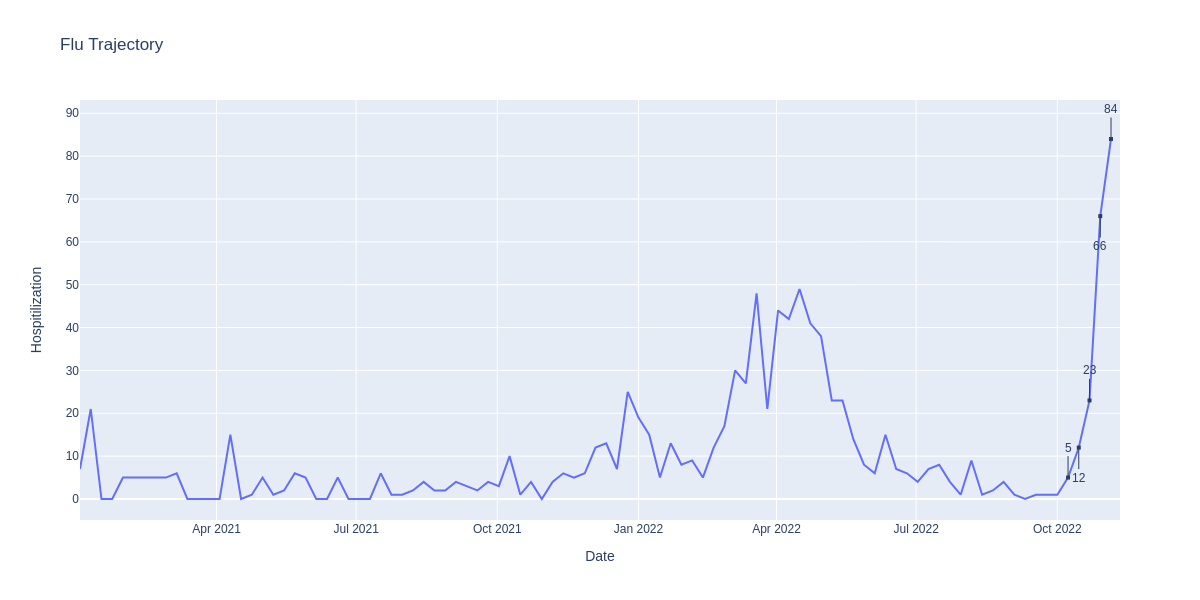 Flu Trajectory
Hospitilization
90
80
70
60
50
40
30
20
10
0
84
66
23
5
12
Apr 2021
Jul 2021
Oct 2021
Jan 2022
Apr 2022
Jul 2022
Oct 2022
Date